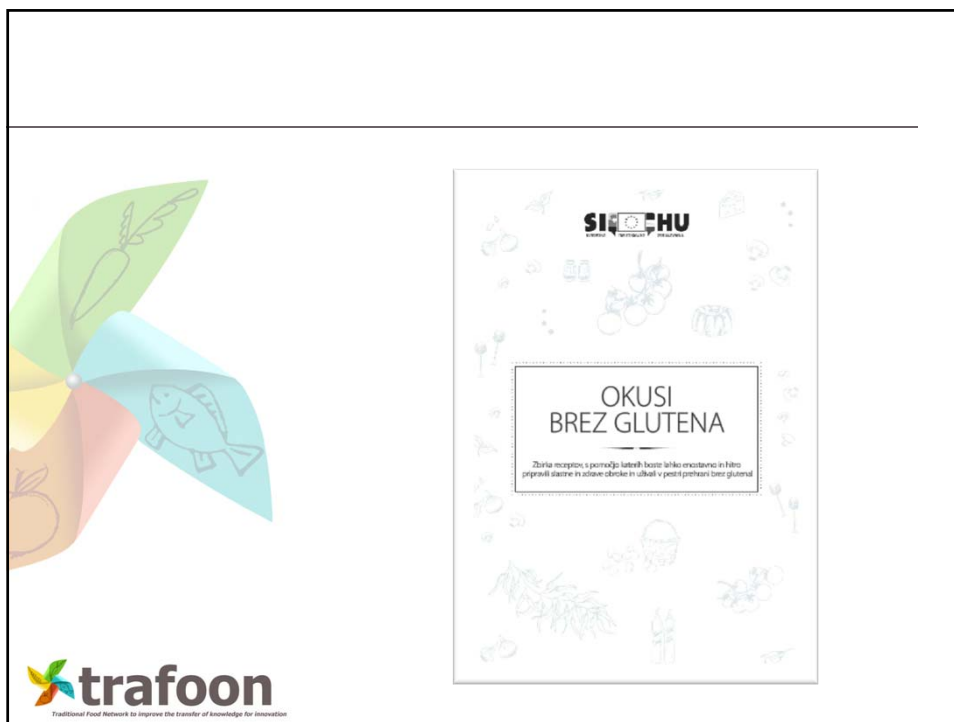 SI HU
OKUSI
BREZ GLUTENA
Zbirka receptov, s pomočjo katerih boste lahko enostavno in hitro
pripravili slastne in zdrave obroke in uživali v pestri prehrani brez glutena!
trafoon
Traditional Food Network to improve the transfer of knowledge for innovation